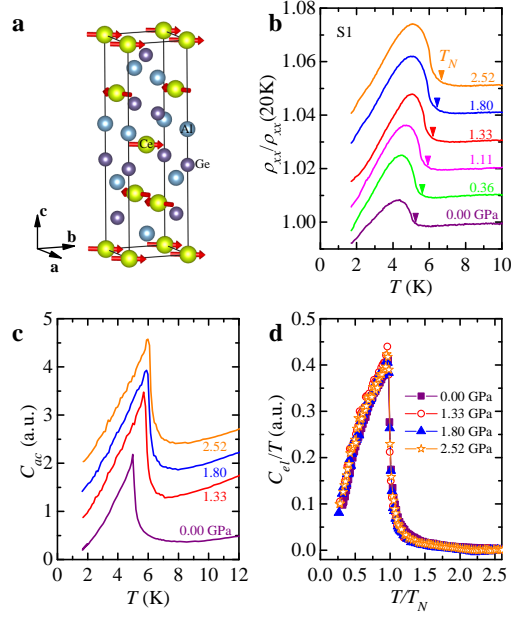 a
Al
Ce
Ge
c
b
a
b
S1
T_N
2.52
1.80
1.33
1.11
0.36
0.00 GPa
1.08
1.06
1.04
1.02
1.00
ρ_xx/ρ_xx(20K)
0 2 4 6 8 10
T (K)
c
5
4
3
2
1
0
C_ac (a.u.)
2.52
1.80
1.33
0.00 GPa
2 4 6 8 10 12
T (K)
d
0.5
0.4
0.3
0.2
0.1
0.0
C_el/T (a.u.)
0.00 GPa
1.33 GPa
1.80 GPa
2.52 GPa
0.0 0.5 1.0 1.5 2.0 2.5
T/T_N